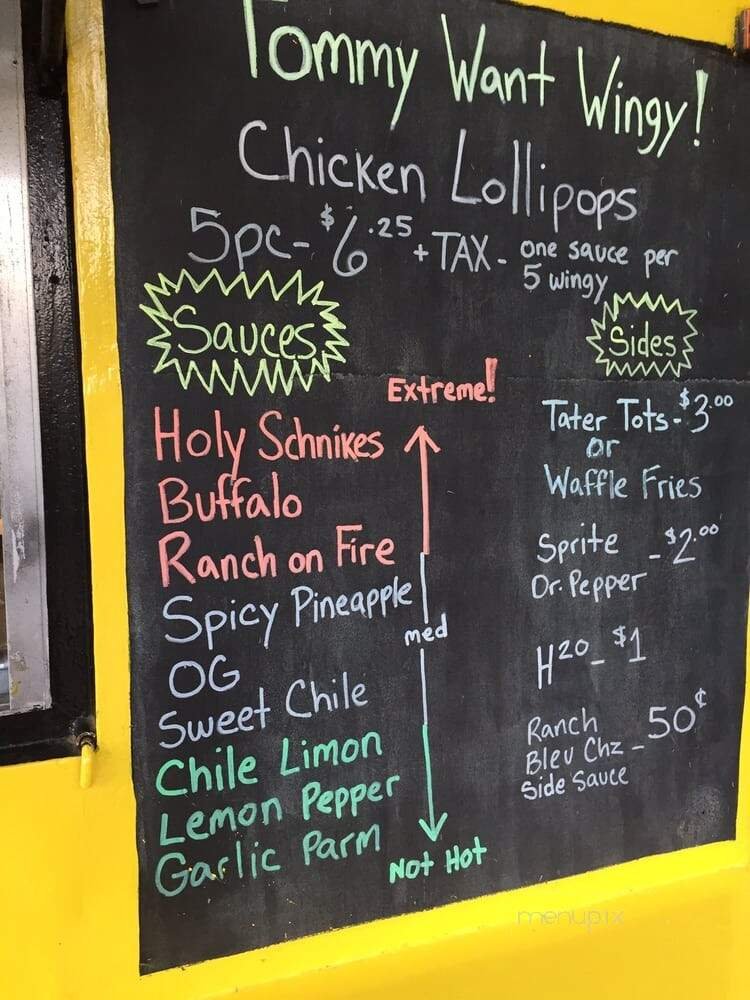 Tommy Want Wingy!
Chicken Lollipops
5pc- $6.25 + TAX - one sauce per 5 wingy
Sauces
Extreme!
Holy Schnikes
Buffalo
Ranch on Fire
Spicy Pineapple
med
OG
Sweet Chile
Chile Limon
Lemon Pepper
Garlic Parm
Not Hot
Sides
Tater Tots - $3.00
or
Waffle Fries
Sprite - $2.00
Dr. Pepper
H20 - $1
Ranch
Bleu Chz - 50¢
Side Sauce
menupix